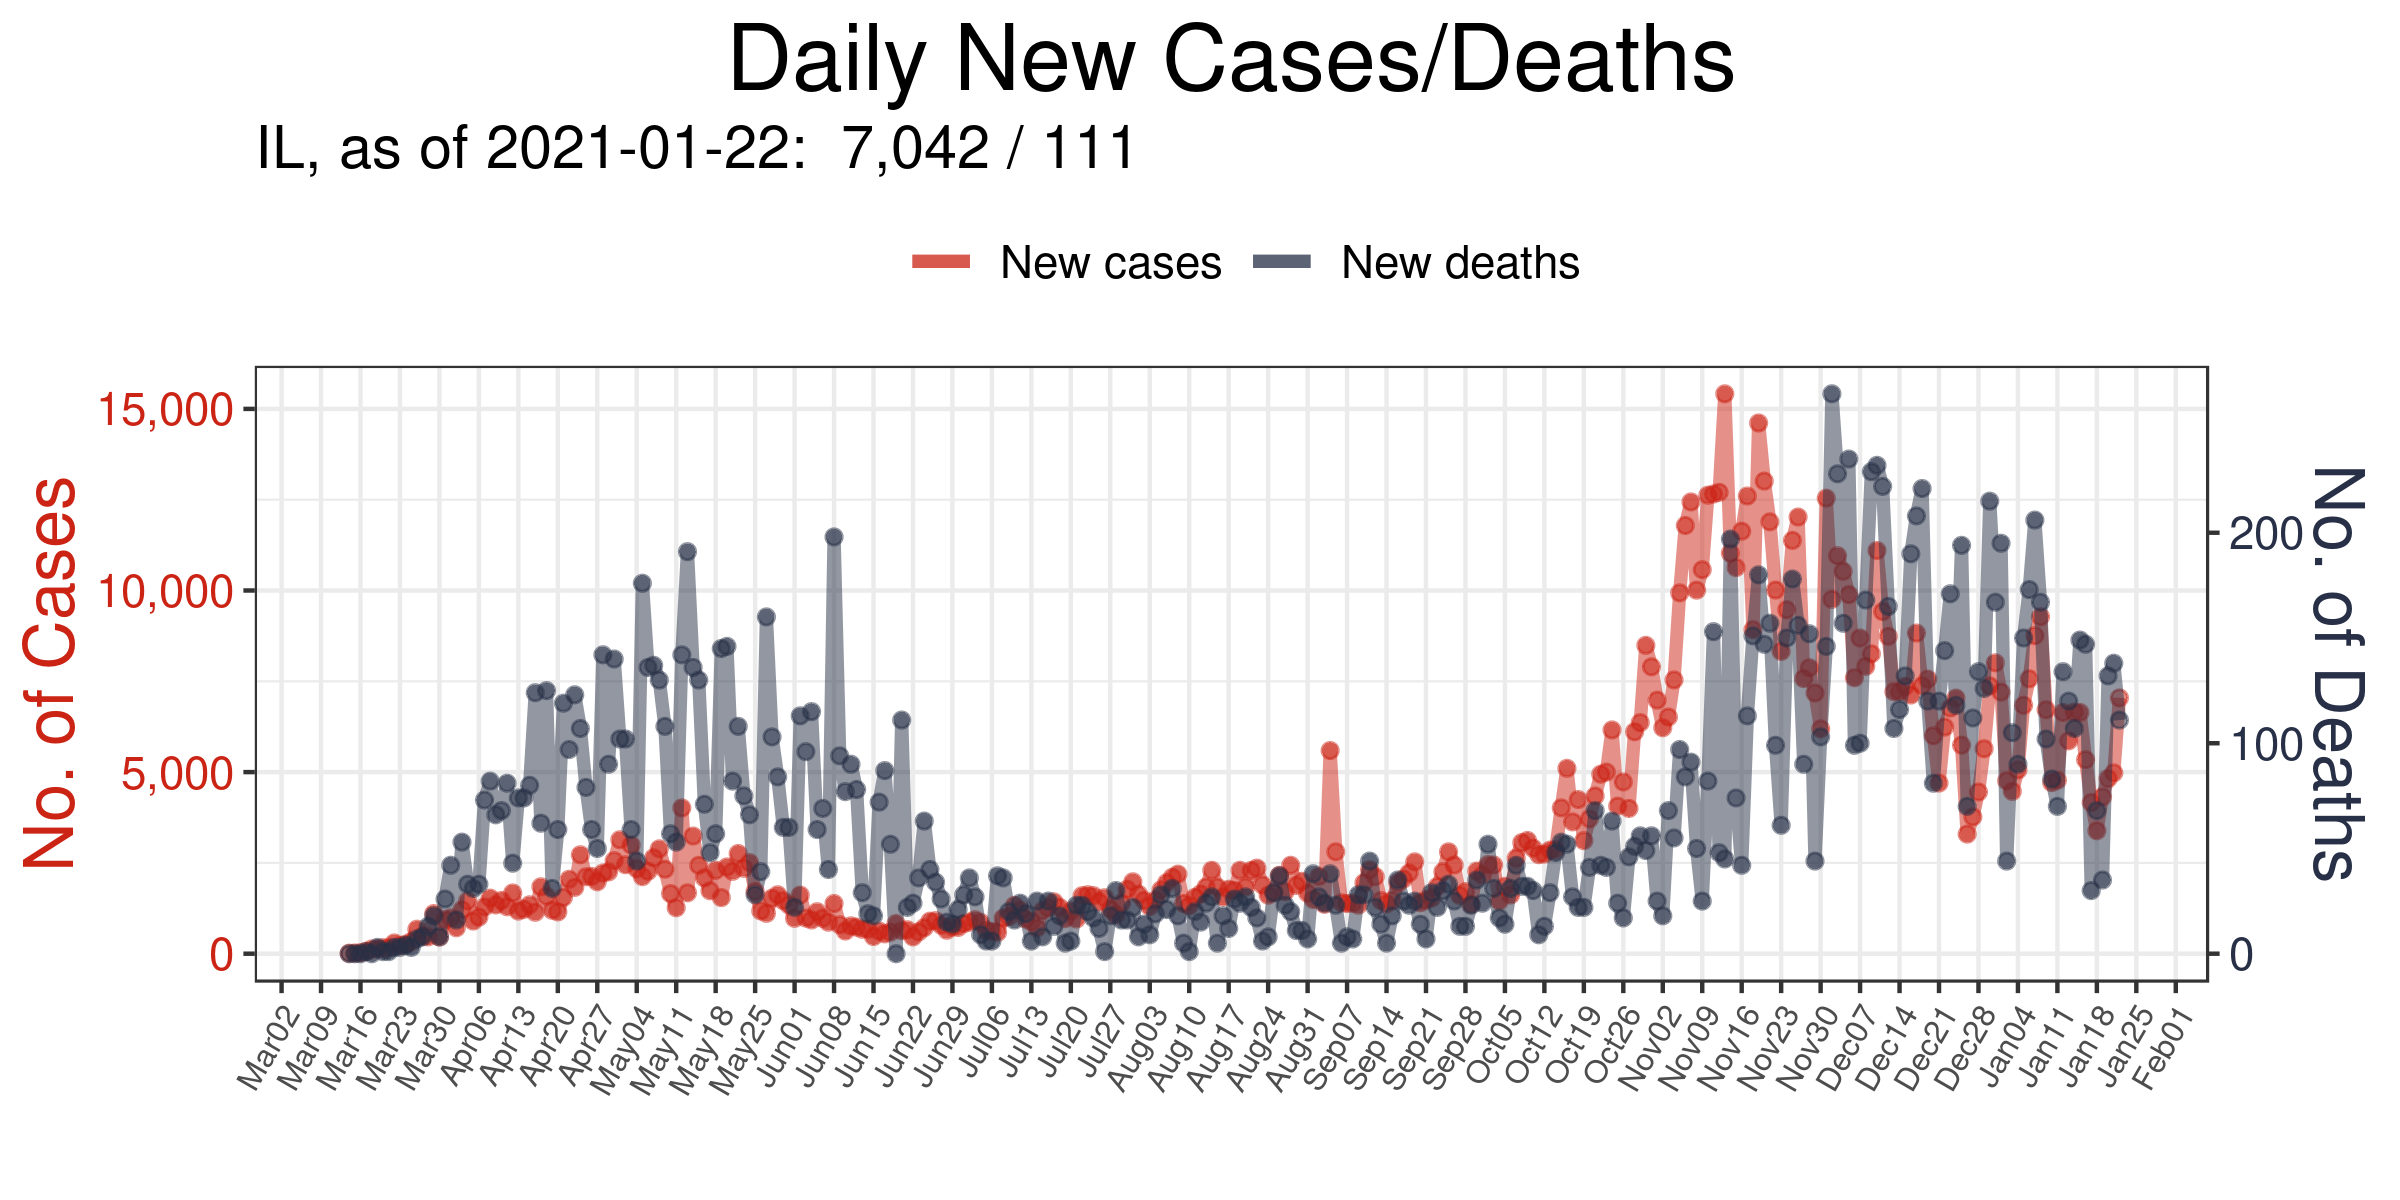 Daily New Cases/Deaths
IL, as of 2021-01-22:  7,042 / 111
New cases
New deaths
No. of Cases
15,000
10,000
5,000
0
No. of Deaths
200
100
0
Mar02
Mar09
Mar16
Mar23
Mar30
Apr06
Apr13
Apr20
Apr27
May04
May11
May18
May25
Jun01
Jun08
Jun15
Jun22
Jun29
Jul06
Jul13
Jul20
Jul27
Aug03
Aug10
Aug17
Aug24
Aug31
Sep07
Sep14
Sep21
Sep28
Oct05
Oct12
Oct19
Oct26
Nov02
Nov09
Nov16
Nov23
Nov30
Dec07
Dec14
Dec21
Dec28
Jan04
Jan11
Jan18
Jan25
Feb01